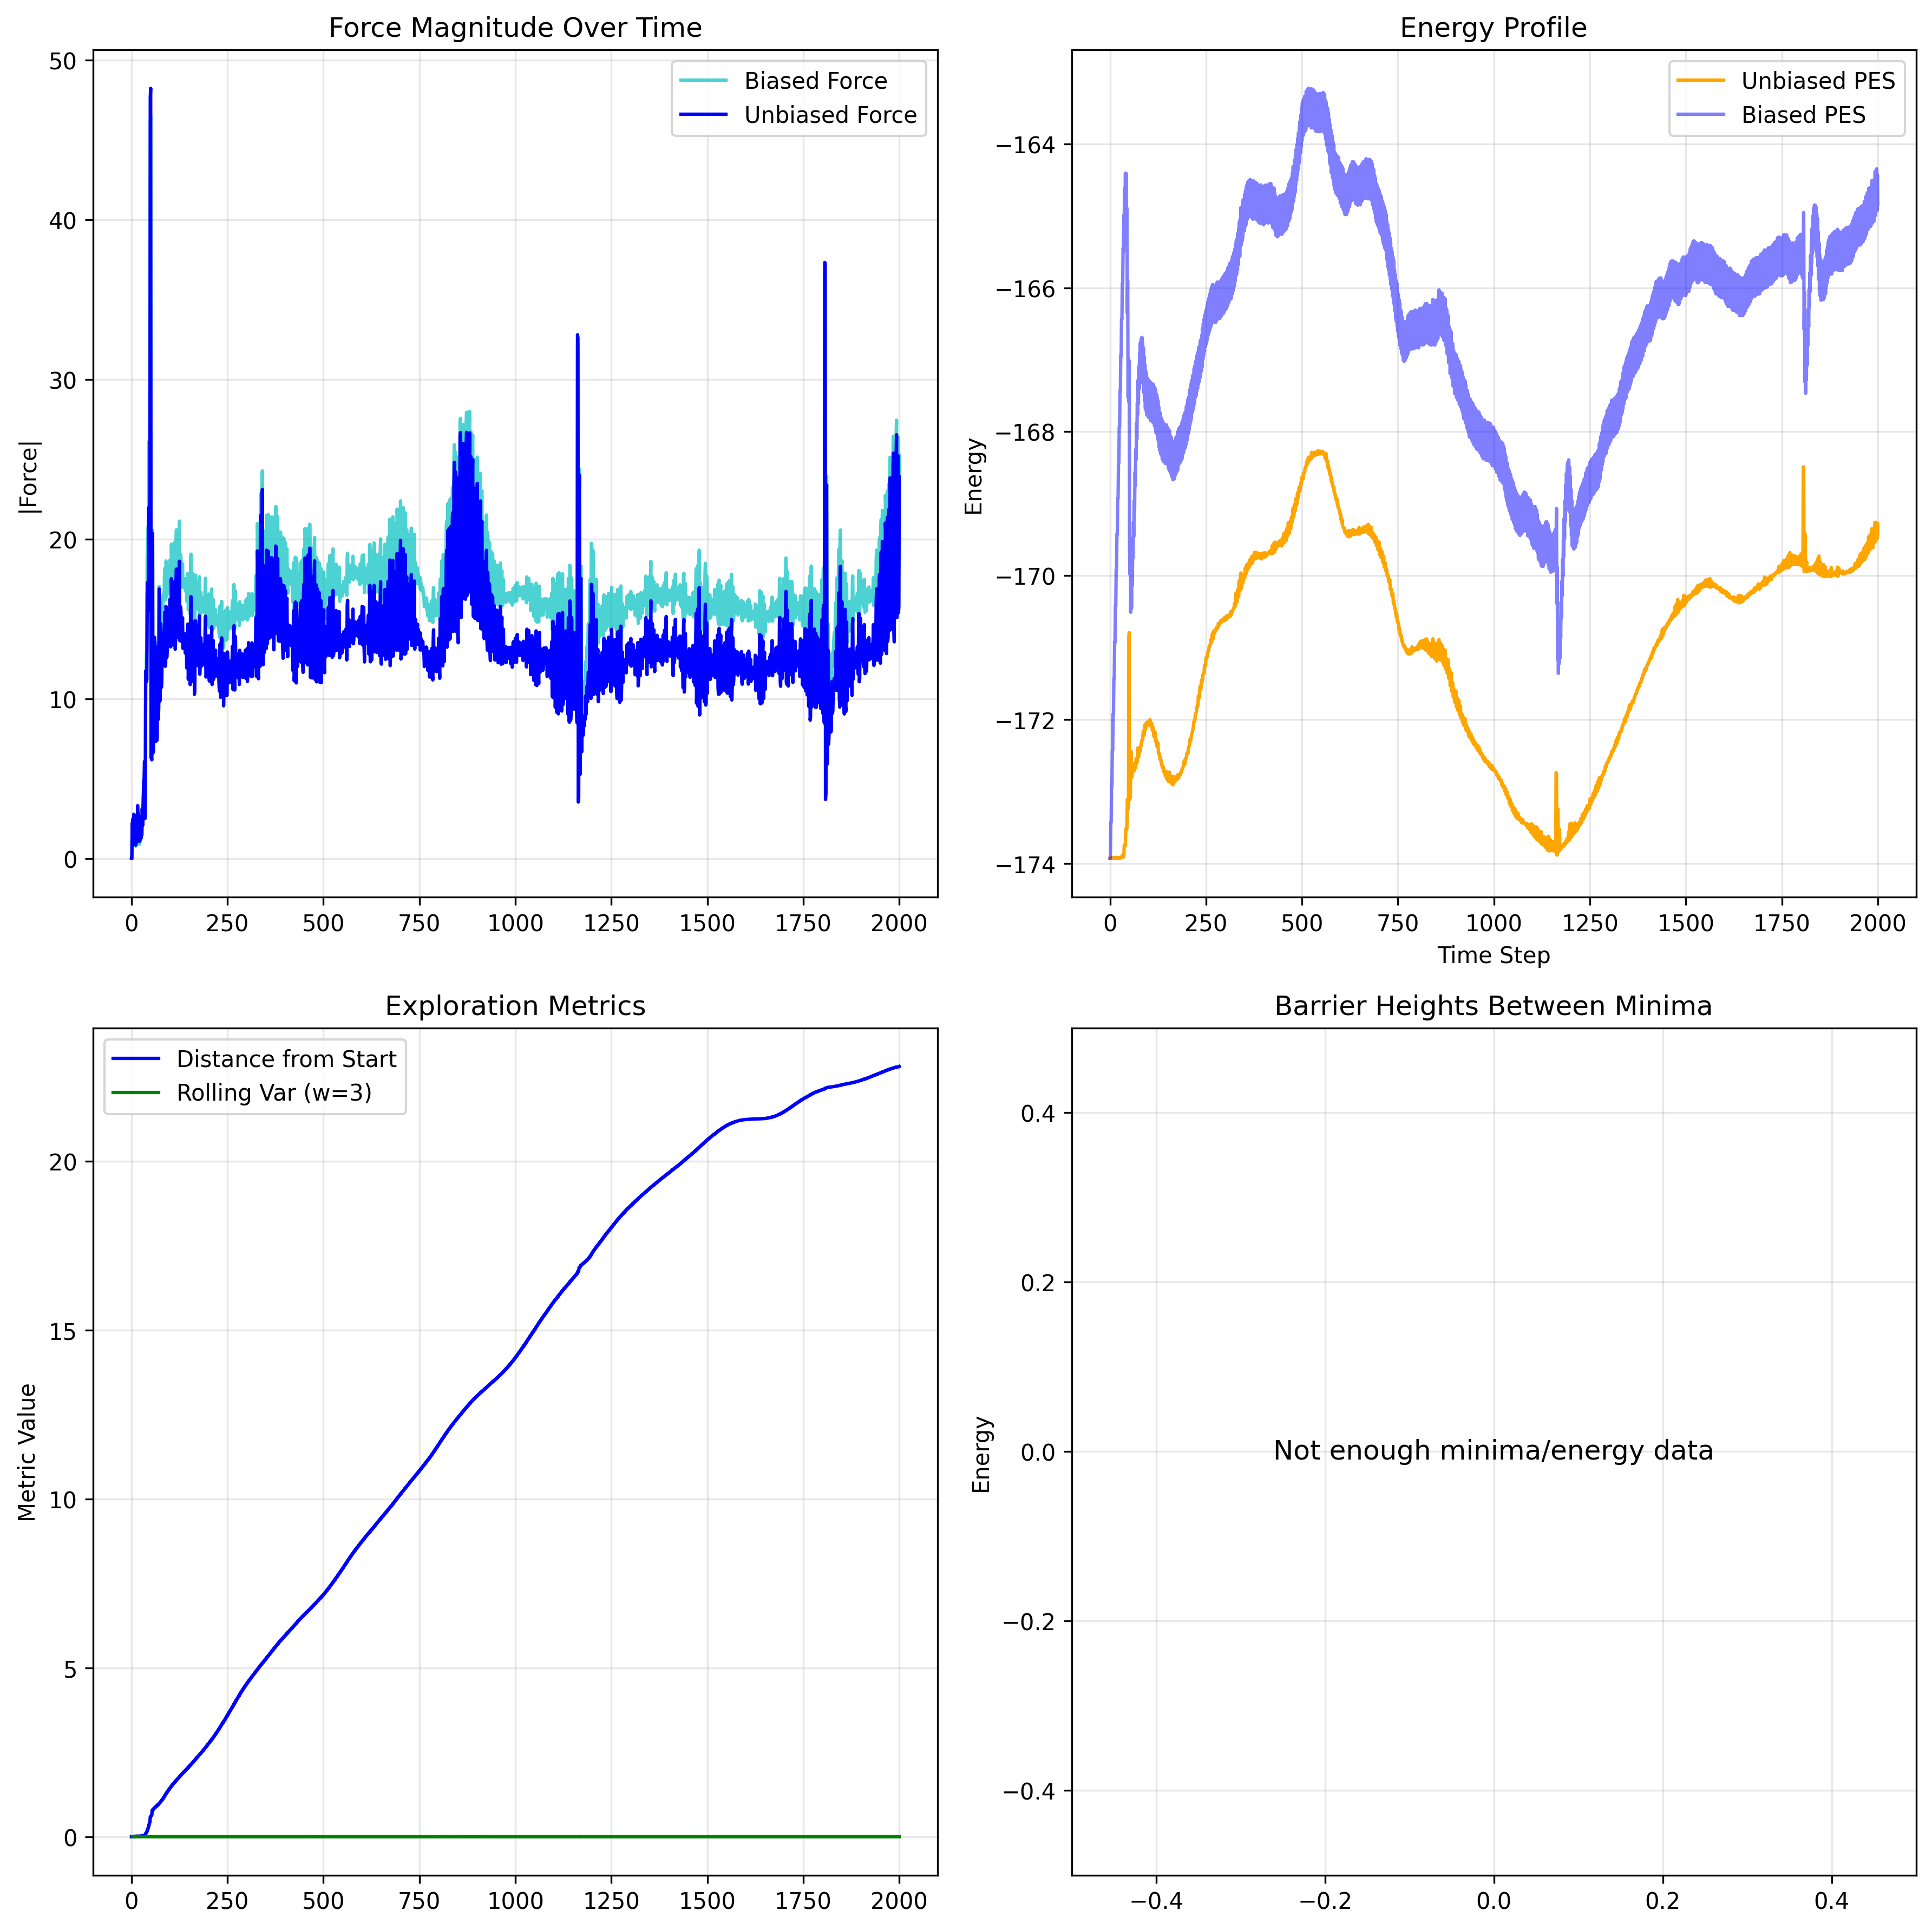 Force Magnitude Over Time
50
40
30
20
10
0
|Force|
Biased Force
Unbiased Force
0 250 500 750 1000 1250 1500 1750 2000
Energy Profile
−164
−166
−168
−170
−172
−174
Energy
Unbiased PES
Biased PES
0 250 500 750 1000 1250 1500 1750 2000
Time Step
Exploration Metrics
Distance from Start
Rolling Var (w=3)
20
15
10
5
0
Metric Value
0 250 500 750 1000 1250 1500 1750 2000
Barrier Heights Between Minima
0.4
0.2
0.0
−0.2
−0.4
Energy
Not enough minima/energy data
−0.4 −0.2 0.0 0.2 0.4